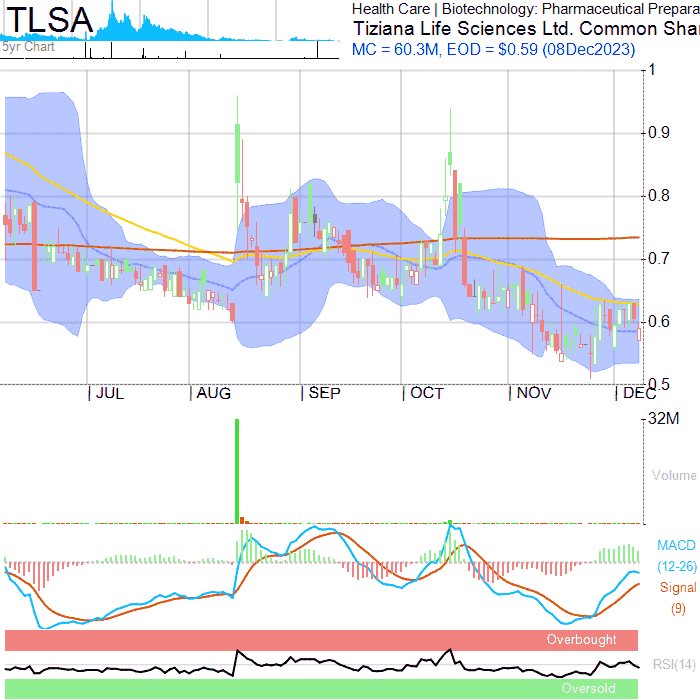 TLSA
5yr Chart
Health Care | Biotechnology: Pharmaceutical Prepara
Tiziana Life Sciences Ltd. Common Shar
MC = 60.3M, EOD = $0.59 (08Dec2023)
1
0.9
0.8
0.7
0.6
0.5
JUL
AUG
SEP
OCT
NOV
DEC
32M
Volume
MACD
(12-26)
Signal
(9)
Overbought
RSI(14)
Oversold